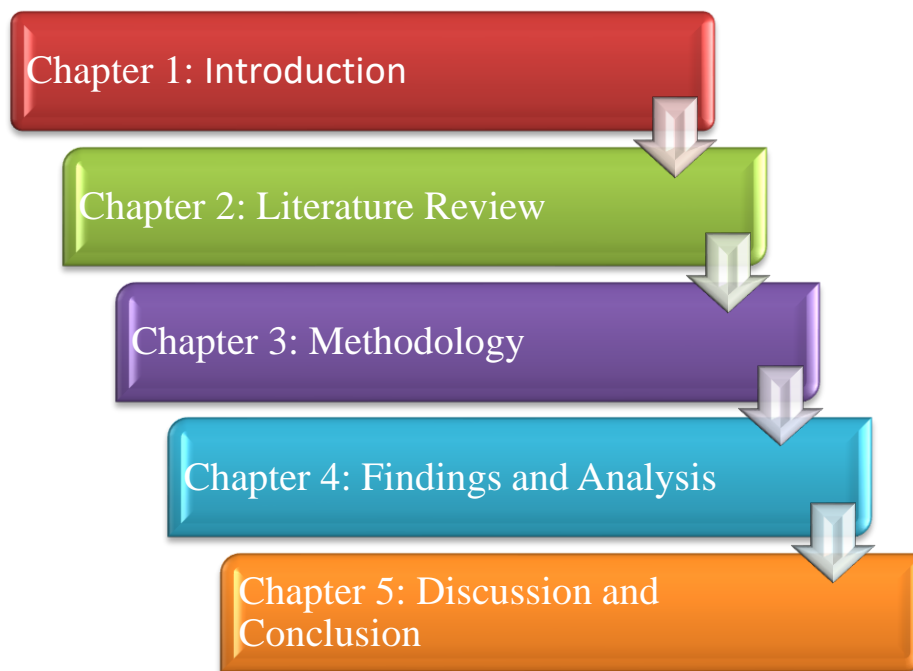 Chapter 1: Introduction
Chapter 2: Literature Review
Chapter 3: Methodology
Chapter 4: Findings and Analysis
Chapter 5: Discussion and
Conclusion